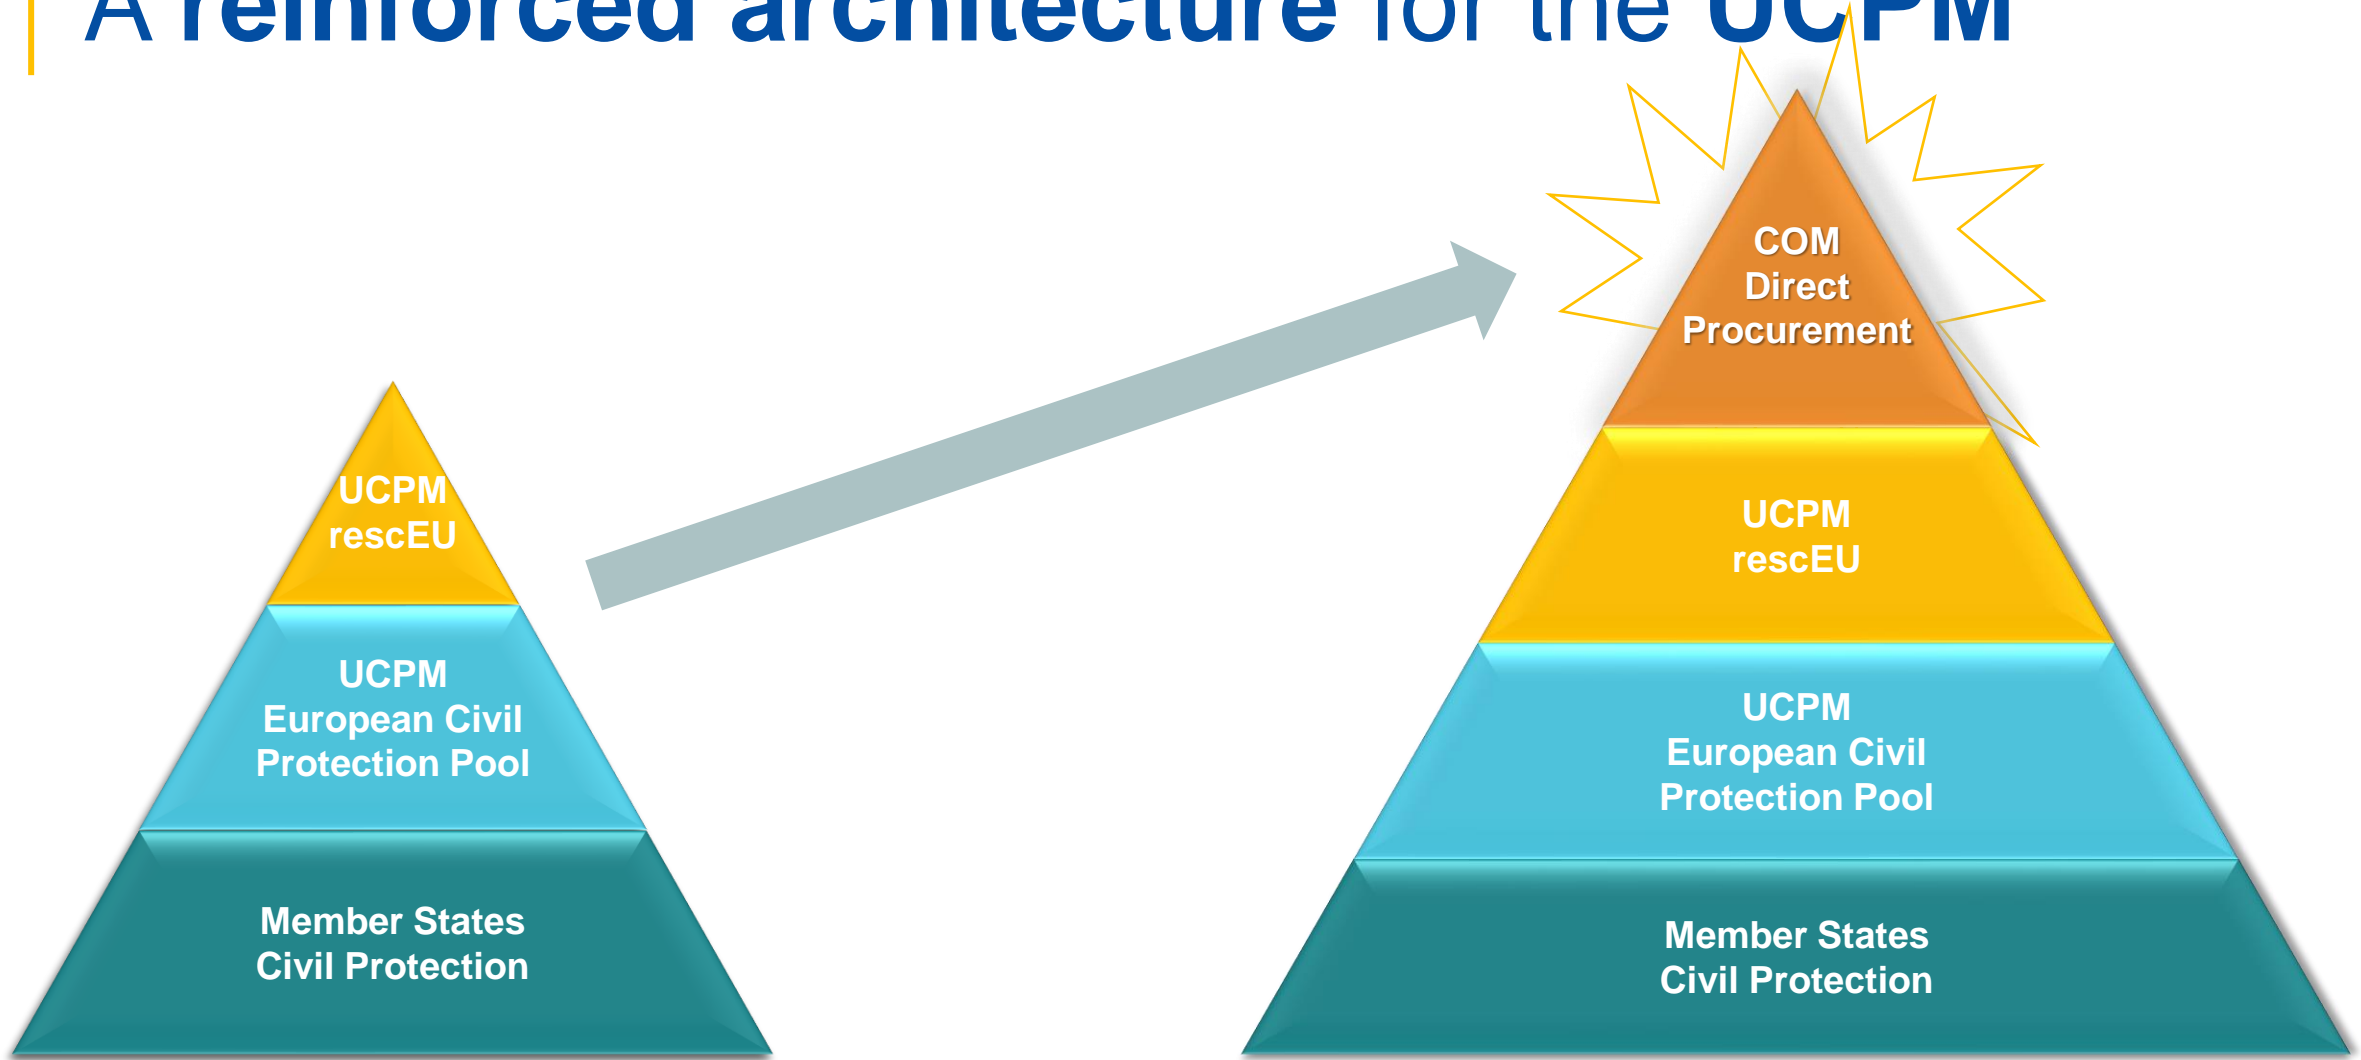 A reinforced architecture for the UCPM
UCPM
rescEU
UCPM
European Civil
Protection Pool
Member States
Civil Protection
COM
Direct
Procurement
UCPM
rescEU
UCPM
European Civil
Protection Pool
Member States
Civil Protection